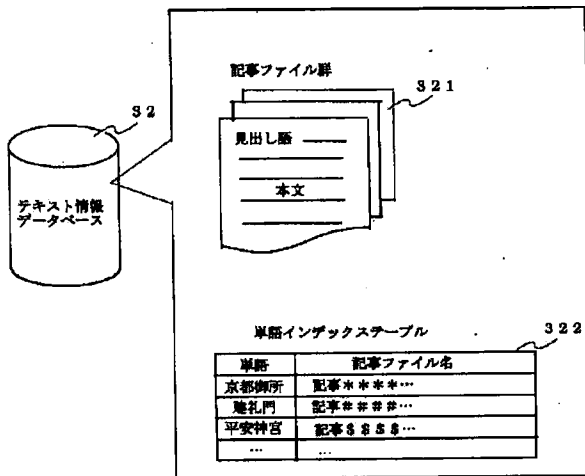 記事ファイル群
321
32
見出し語
本文
テキスト情報
データベース
単語インデックステーブル
322
単語 記事ファイル名
京都御所 記事＊＊＊＊…
建礼門 記事＃＃＃＃…
平安神宮 記事＄＄＄＄…
… …